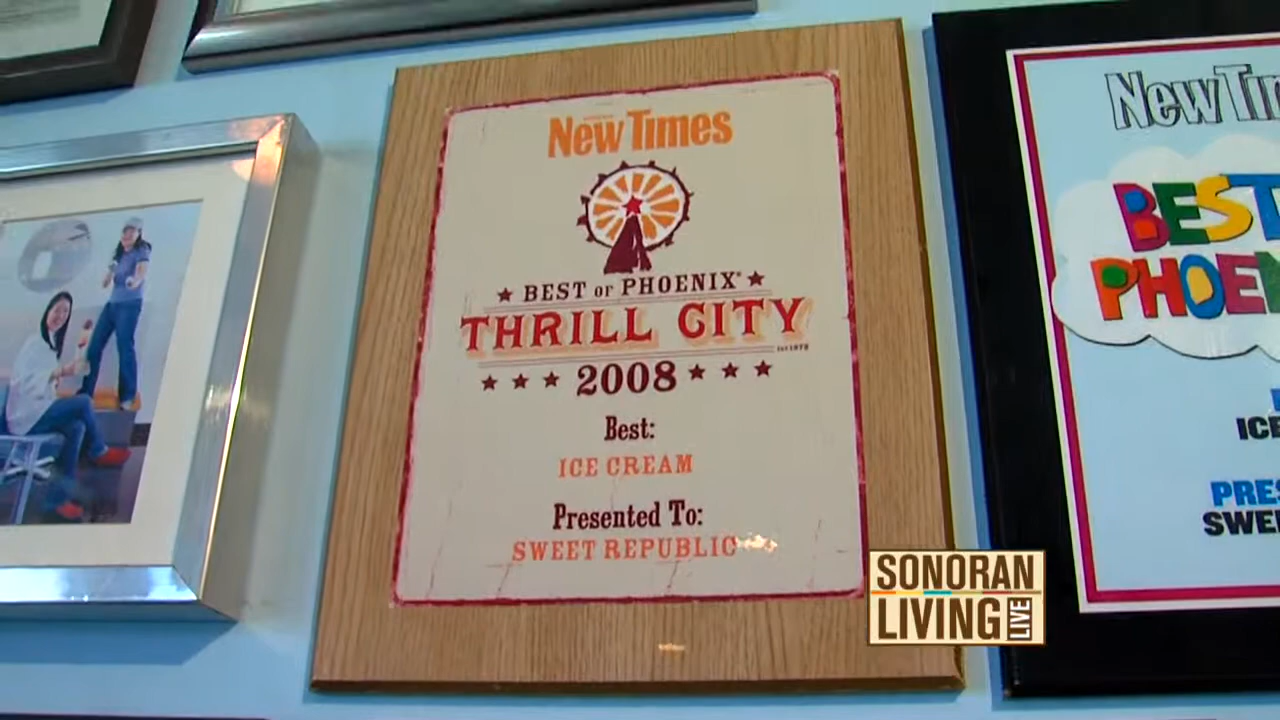 New Times
★ BEST OF PHOENIX ★
THRILL CITY
★ ★ ★ 2008 ★ ★ ★
Best:
ICE CREAM
Presented To:
SWEET REPUBLIC
New
BEST
PHOE
ICE
PRES
SWE
SONORAN
LIVING LIVE